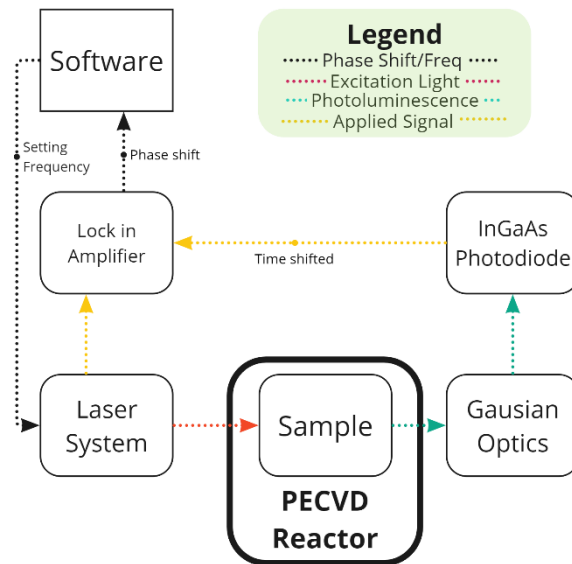 Legend
Phase Shift/Freq
Excitation Light
Photoluminescence
Applied Signal
Software
Setting
Frequency
Phase shift
Lock in
Amplifier
Time shifted
InGaAs
Photodiode
Laser
System
Sample
Gausian
Optics
PECVD
Reactor